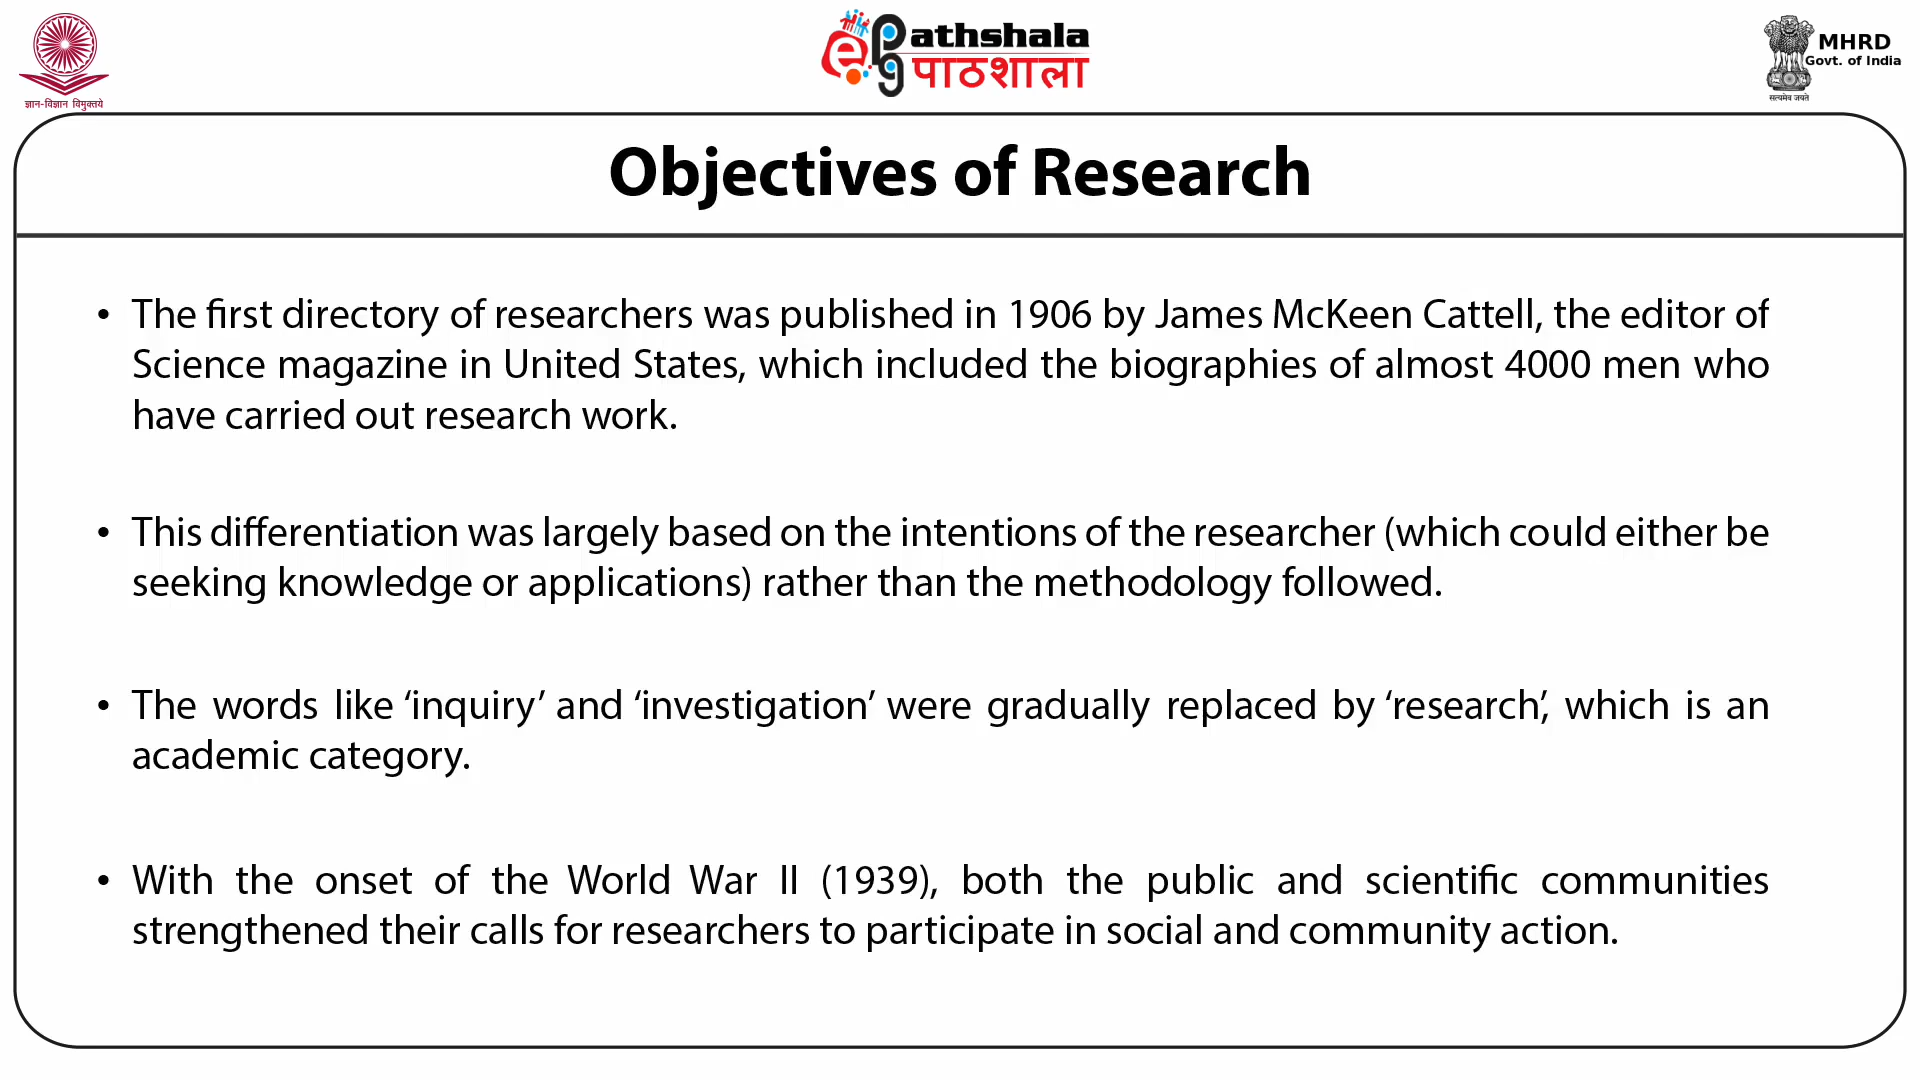 ज्ञान-विज्ञान विमुक्तये
e
Pg
athshala
पाठशाला
MHRD
Govt. of India
सत्यमेव जयते
Objectives of Research
• The first directory of researchers was published in 1906 by James McKeen Cattell, the editor of
Science magazine in United States, which included the biographies of almost 4000 men who
have carried out research work.
• This differentiation was largely based on the intentions of the researcher (which could either be
seeking knowledge or applications) rather than the methodology followed.
• The words like ‘inquiry’ and ‘investigation’ were gradually replaced by ‘research’, which is an
academic category.
• With the onset of the World War II (1939), both the public and scientific communities
strengthened their calls for researchers to participate in social and community action.